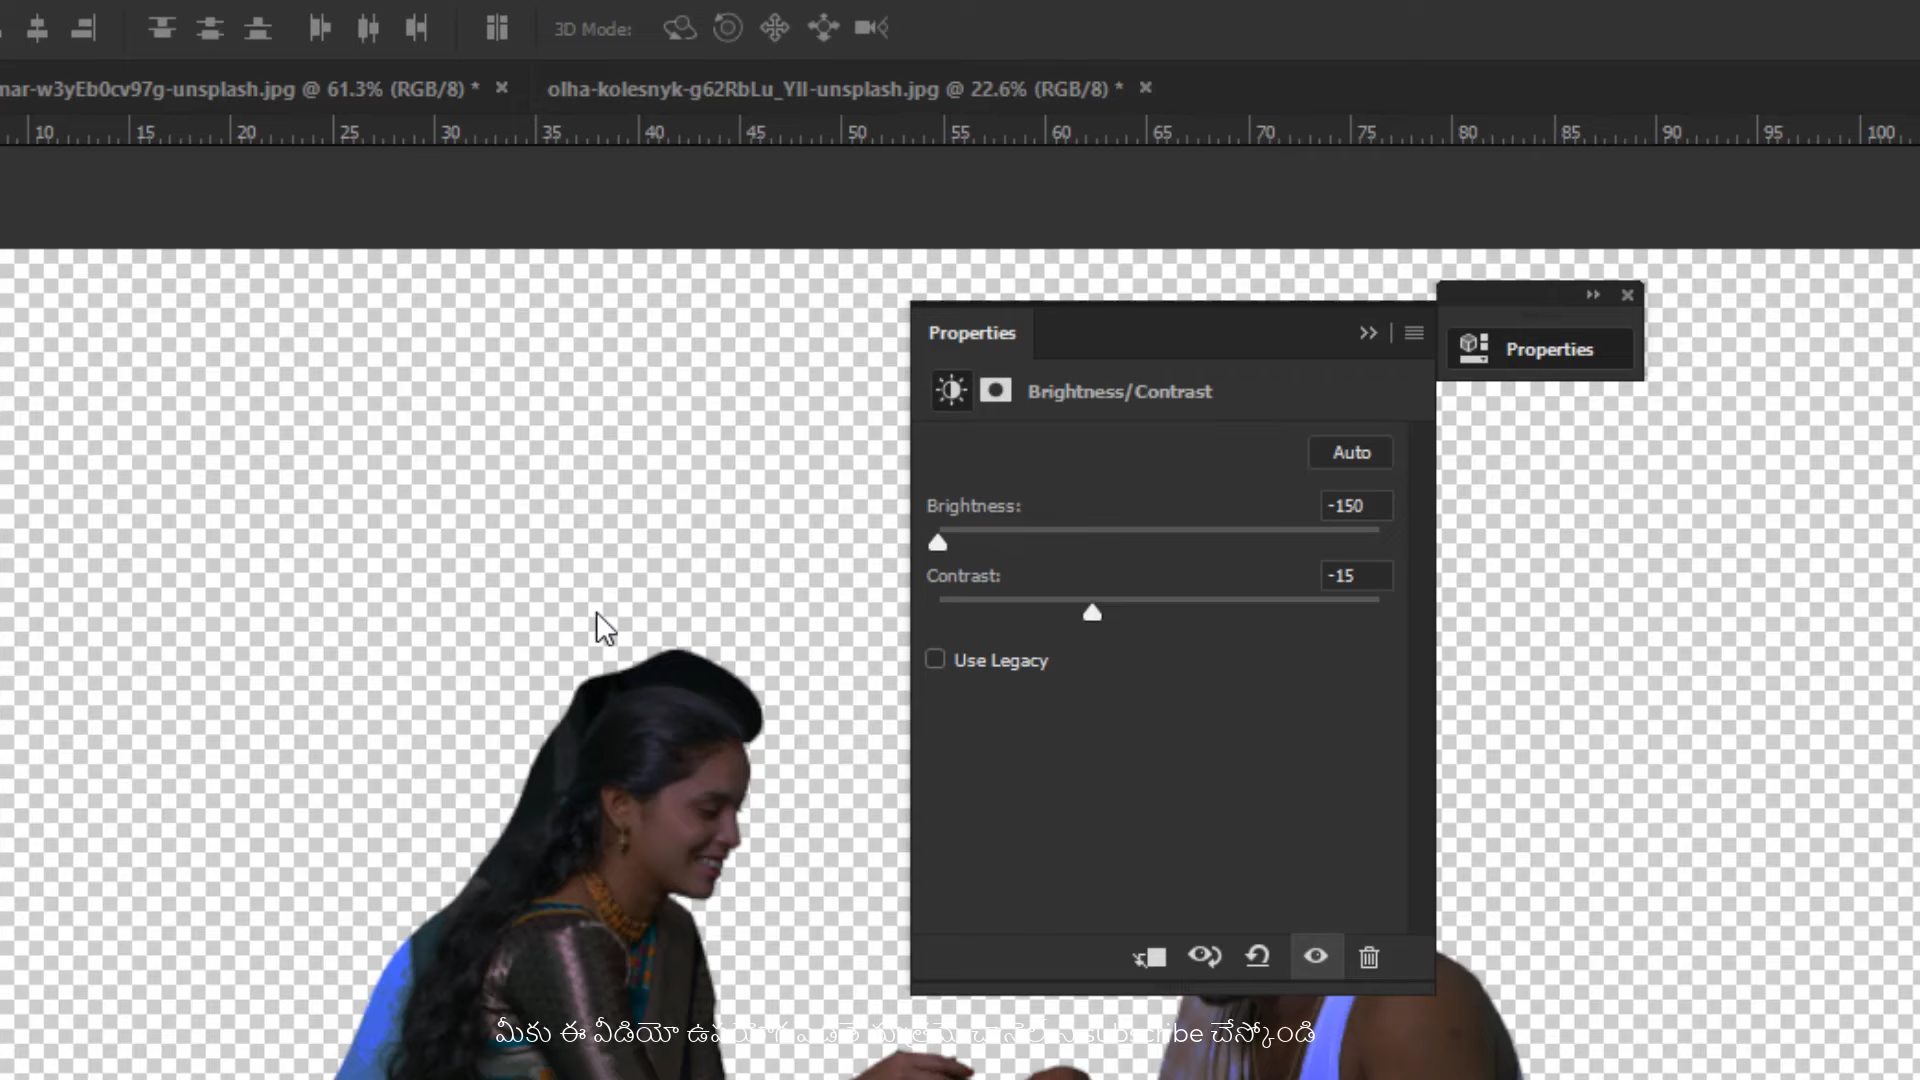 3D Mode:
mar-w3yEb0cv97g-unsplash.jpg @ 61.3% (RGB/8) *
olha-kolesnyk-g62RbLu_YlI-unsplash.jpg @ 22.6% (RGB/8) *
10 15 20 25 30 35 40 45 50 55 60 65 70 75 80 85 90 95 100
Properties
Properties
Brightness/Contrast
Auto
Brightness: -150
Contrast: -15
Use Legacy
మీకు ఈ వీడియో subscribe చేస్కోండి